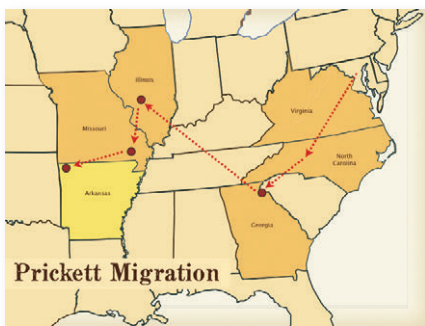 Illinois
Missouri
Virginia
North
Carolina
Arkansas
Georgia
Prickett Migration